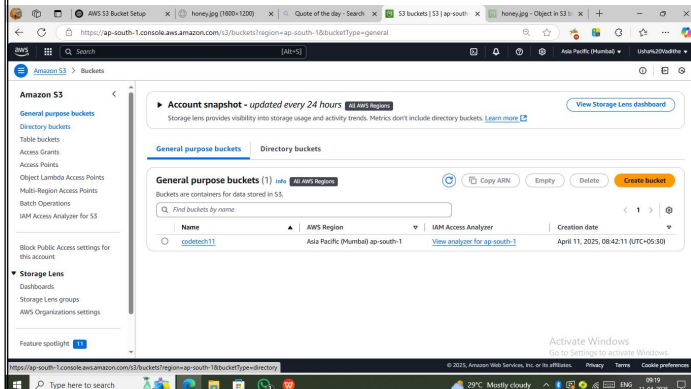 AWS S3 Bucket Setup
honey.jpg (1600×1200)
Quote of the day - Search
S3 buckets | S3 | ap-south
honey.jpg - Object in S3 b
https://ap-south-1.console.aws.amazon.com/s3/buckets?region=ap-south-1&bucketType=general
aws
Search
[Alt+S]
Asia Pacific (Mumbai)
Usha%20Vadithe
Amazon S3 > Buckets
Amazon S3
General purpose buckets
Directory buckets
Table buckets
Access Grants
Access Points
Object Lambda Access Points
Multi-Region Access Points
Batch Operations
IAM Access Analyzer for S3
Block Public Access settings for this account
Storage Lens
Dashboards
Storage Lens groups
AWS Organizations settings
Feature spotlight 11
Account snapshot - updated every 24 hours All AWS Regions
View Storage Lens dashboard
Storage lens provides visibility into storage usage and activity trends. Metrics don't include directory buckets. Learn more
General purpose buckets
Directory buckets
General purpose buckets (1) Info All AWS Regions
Copy ARN
Empty
Delete
Create bucket
Buckets are containers for data stored in S3.
Find buckets by name
1
Name
AWS Region
IAM Access Analyzer
Creation date
codetech11
Asia Pacific (Mumbai) ap-south-1
View analyzer for ap-south-1
April 11, 2025, 08:42:11 (UTC+05:30)
Activate Windows
Go to Settings to activate Windows.
https://ap-south-1.console.aws.amazon.com/s3/buckets?region=ap-south-1&bucketType=directory
© 2025, Amazon Web Services, Inc. or its affiliates.
Privacy
Terms
Cookie preferences
Type here to search
29°C Mostly cloudy
ENG
09:19
11-04-2025